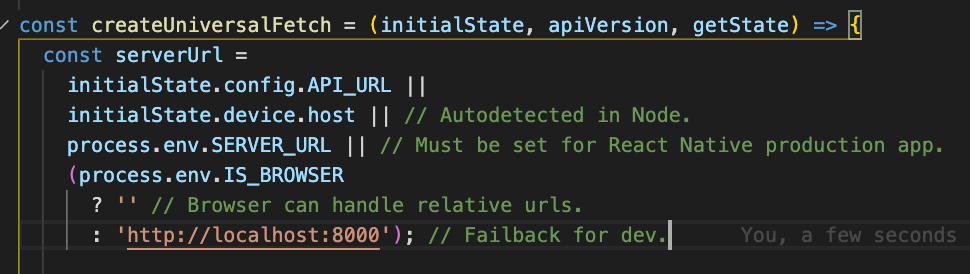 const createUniversalFetch = (initialState, apiVersion, getState) => {
const serverUrl =
initialState.config.API_URL ||
initialState.device.host || // Autodetected in Node.
process.env.SERVER_URL || // Must be set for React Native production app.
(process.env.IS_BROWSER
? '' // Browser can handle relative urls.
: 'http://localhost:8000'); // Failback for dev. You, a few seconds